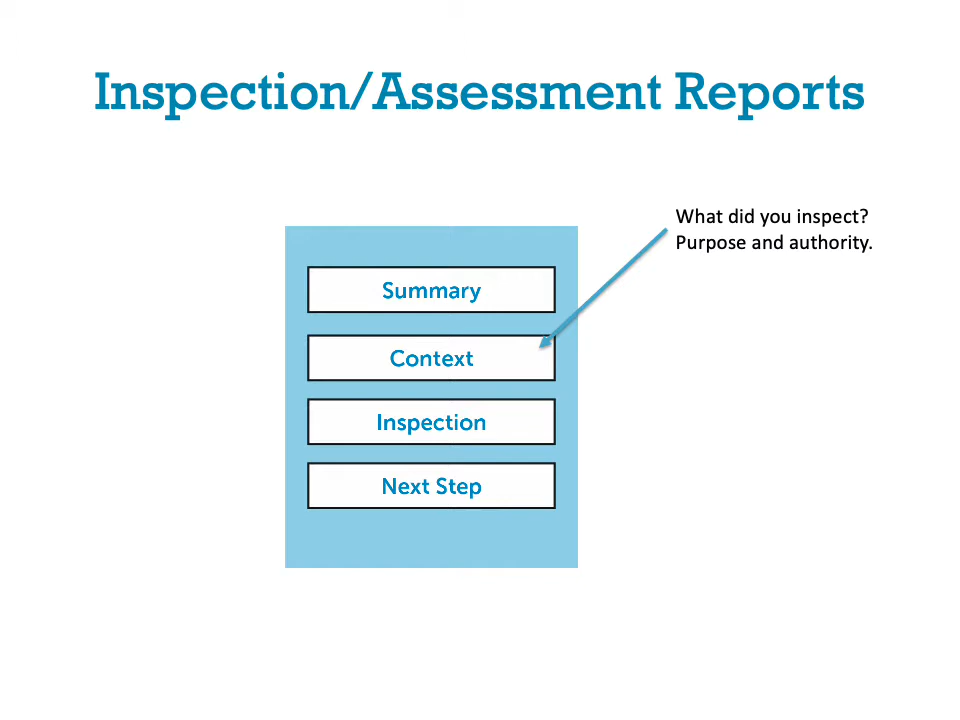 Inspection/Assessment Reports
What did you inspect?
Purpose and authority.
Summary
Context
Inspection
Next Step